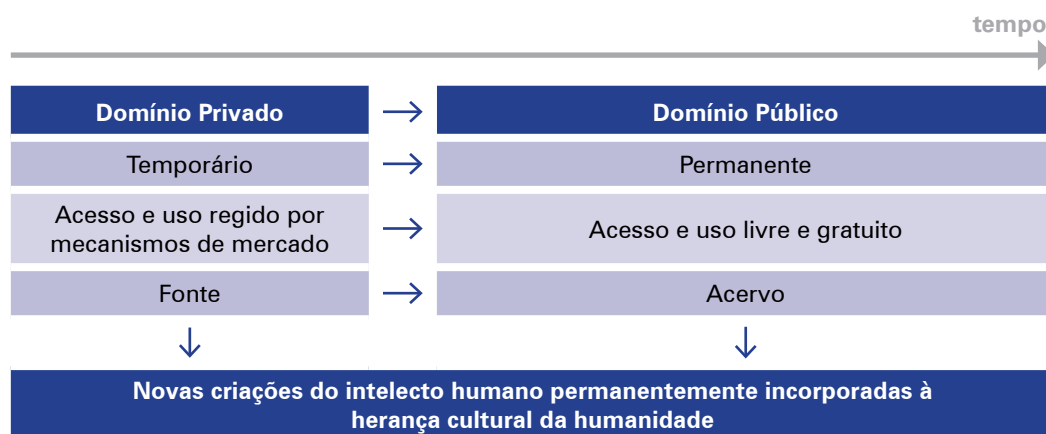 tempo
Domínio Privado → Domínio Público
Temporário → Permanente
Acesso e uso regido por
mecanismos de mercado → Acesso e uso livre e gratuito
Fonte → Acervo
Novas criações do intelecto humano permanentemente incorporadas à
herança cultural da humanidade